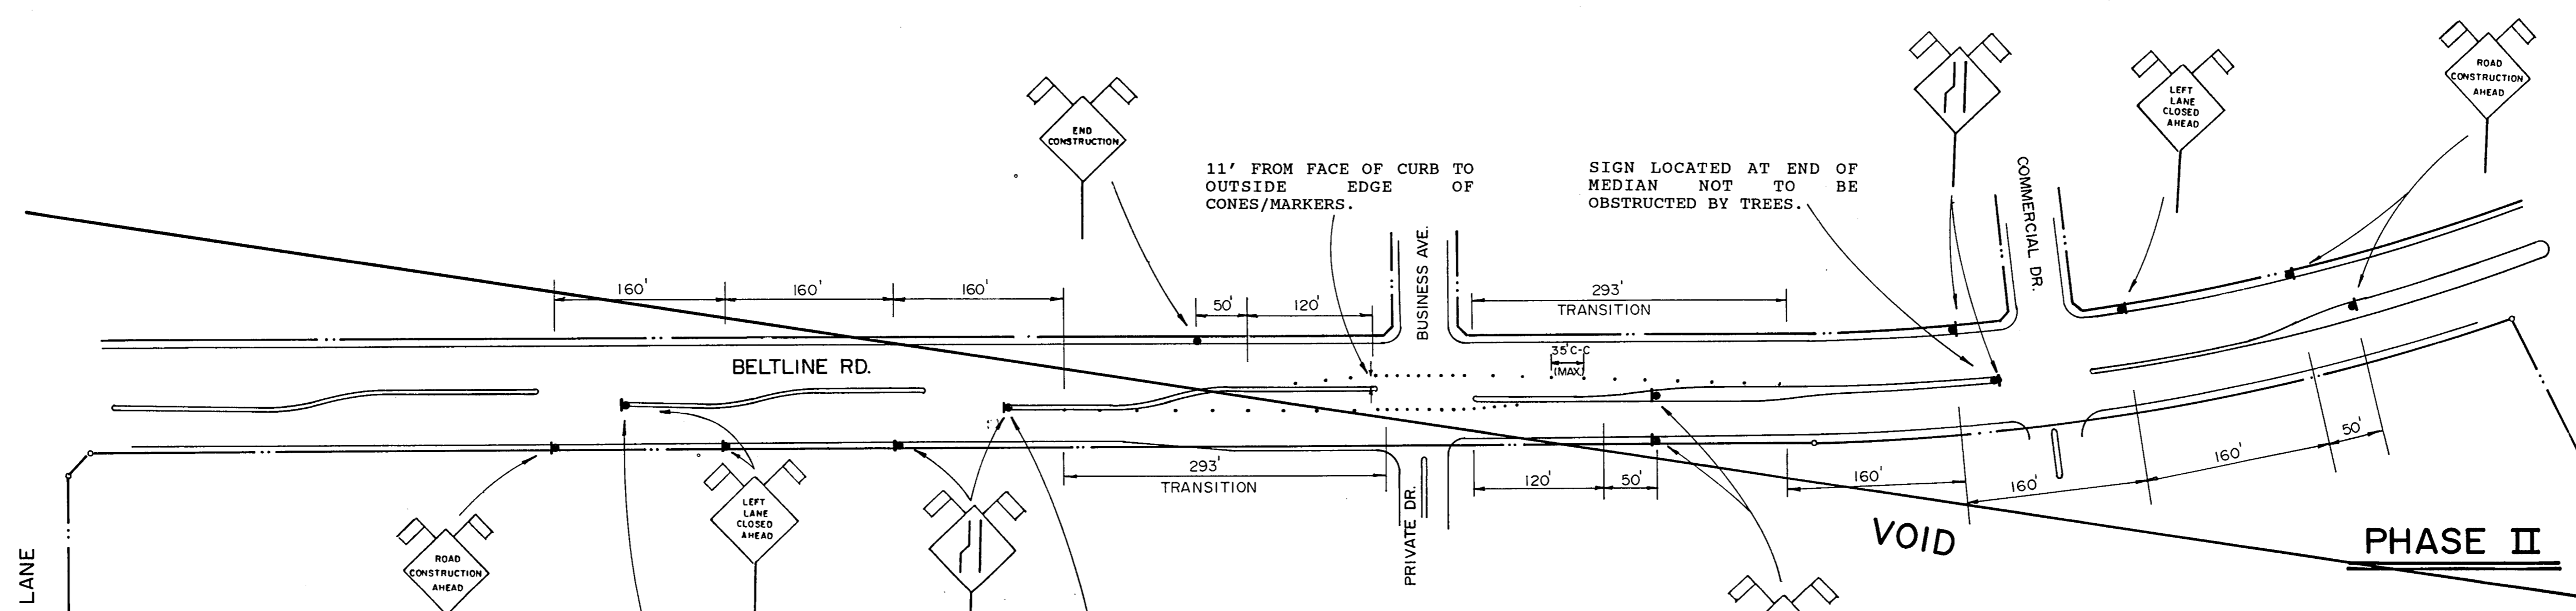 ROAD
CONSTRUCTION
AHEAD
LEFT
LANE
CLOSED
AHEAD
END
CONSTRUCTION
11' FROM FACE OF CURB TO
OUTSIDE EDGE OF
CONES/MARKERS.
SIGN LOCATED AT END OF
MEDIAN NOT TO BE
OBSTRUCTED BY TREES.
COMMERCIAL DR.
BUSINESS AVE.
160'
160'
160'
50'
120'
293'
TRANSITION
35'C-C
(MAX)
BELTLINE RD.
293'
TRANSITION
120'
50'
160'
160'
160'
50'
PRIVATE DR.
LANE
ROAD
CONSTRUCTION
AHEAD
LEFT
LANE
CLOSED
AHEAD
VOID
PHASE II